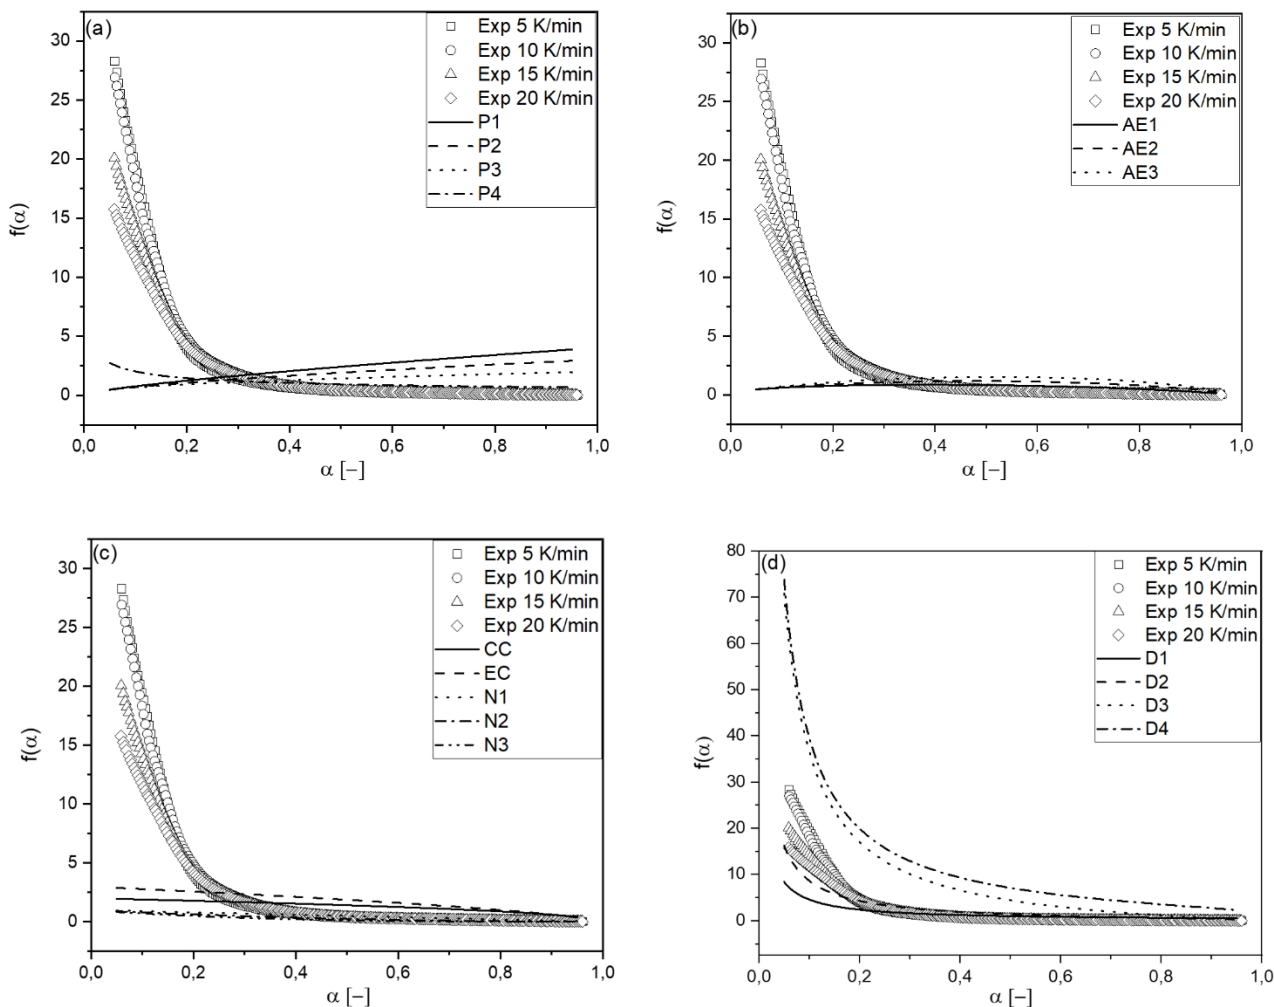 (a)
Exp 5 K/min
Exp 10 K/min
Exp 15 K/min
Exp 20 K/min
P1
P2
P3
P4
30
25
20
15
10
5
0
f(α)
0,0 0,2 0,4 0,6 0,8 1,0
α [–]
(b)
Exp 5 K/min
Exp 10 K/min
Exp 15 K/min
Exp 20 K/min
AE1
AE2
AE3
30
25
20
15
10
5
0
f(α)
0,0 0,2 0,4 0,6 0,8 1,0
α [–]
(c)
Exp 5 K/min
Exp 10 K/min
Exp 15 K/min
Exp 20 K/min
CC
EC
N1
N2
N3
30
25
20
15
10
5
0
f(α)
0,0 0,2 0,4 0,6 0,8 1,0
α [–]
(d)
Exp 5 K/min
Exp 10 K/min
Exp 15 K/min
Exp 20 K/min
D1
D2
D3
D4
80
70
60
50
40
30
20
10
0
f(α)
0,0 0,2 0,4 0,6 0,8 1,0
α [–]